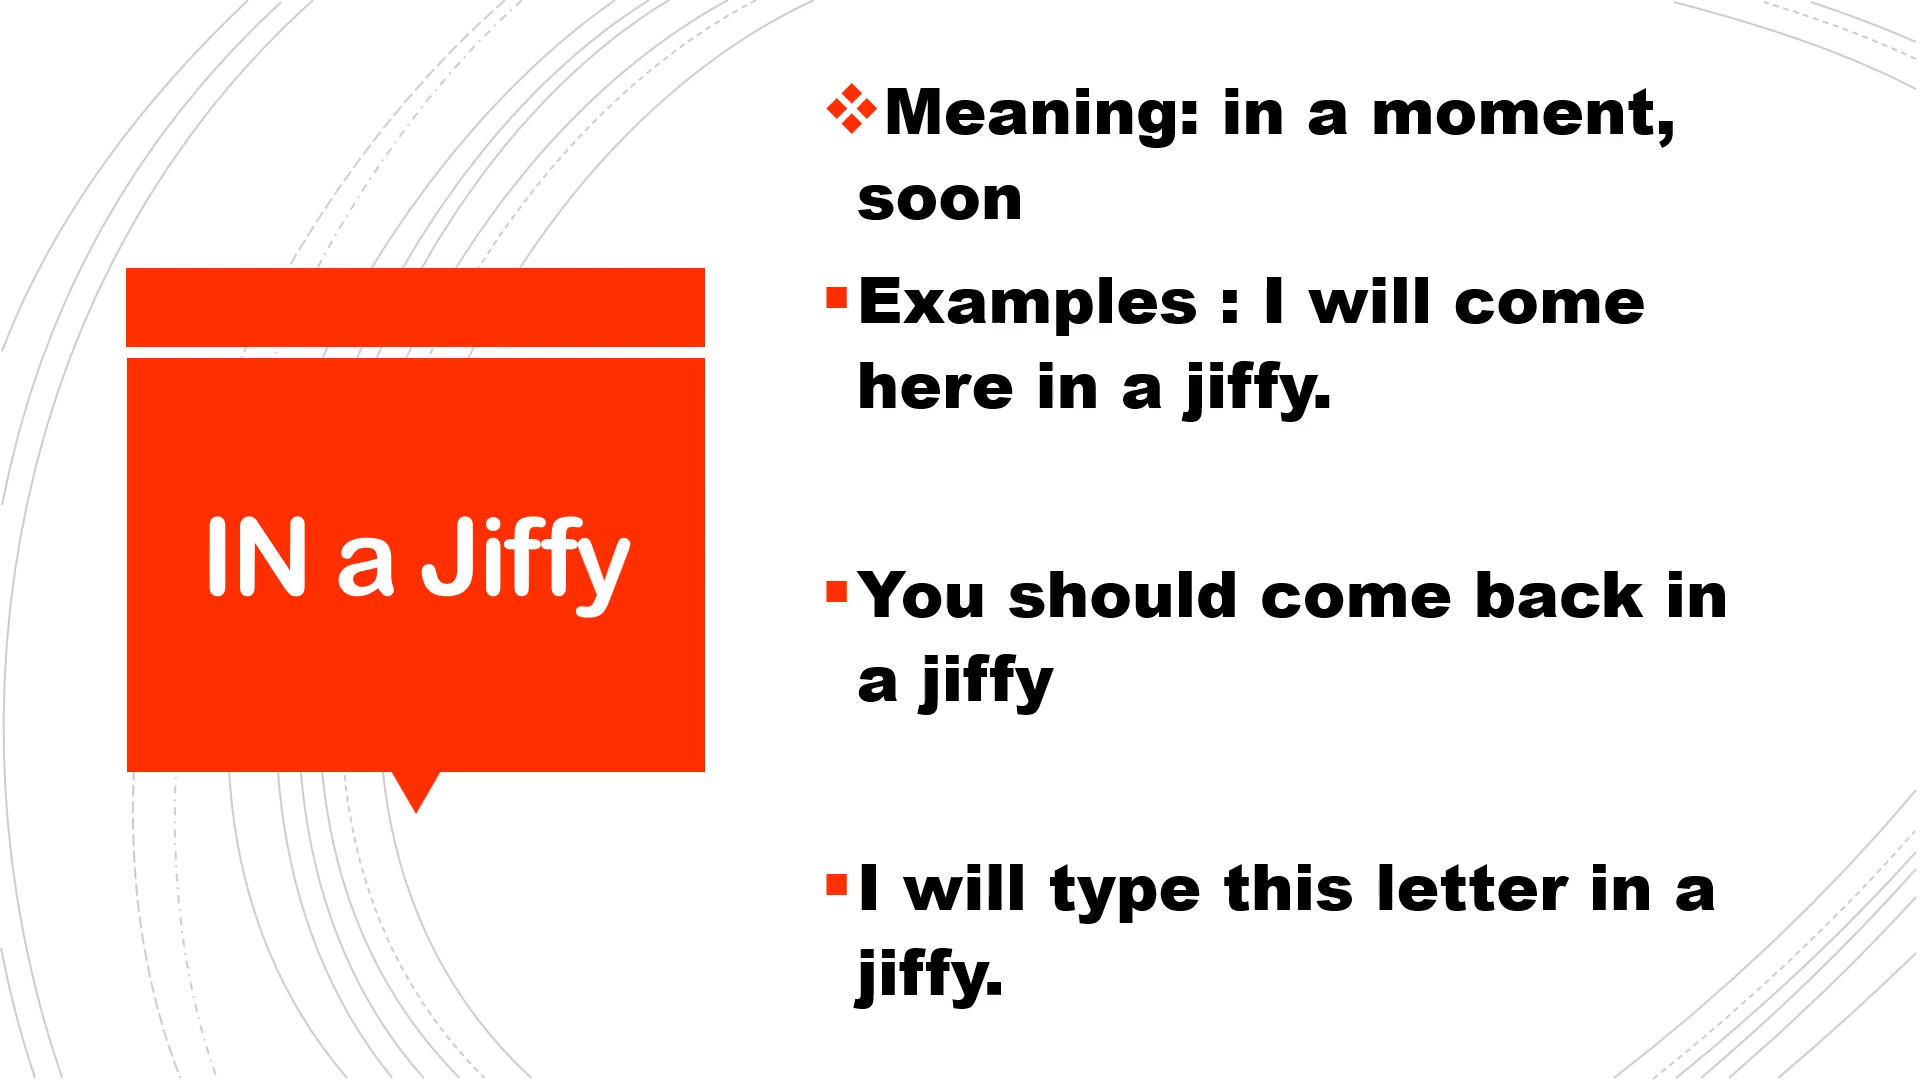 IN a Jiffy
Meaning: in a moment,
soon
Examples : I will come
here in a jiffy.
You should come back in
a jiffy
I will type this letter in a
jiffy.